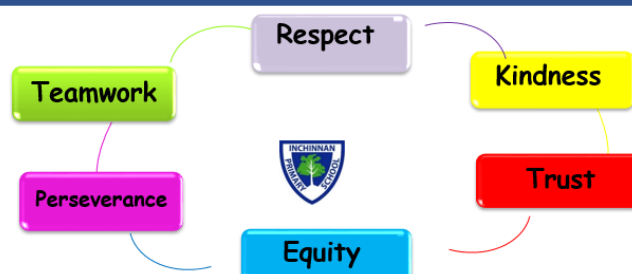 Respect
Kindness
Trust
Equity
Perseverance
Teamwork
INCHINNAN
PRIMARY
SCHOOL